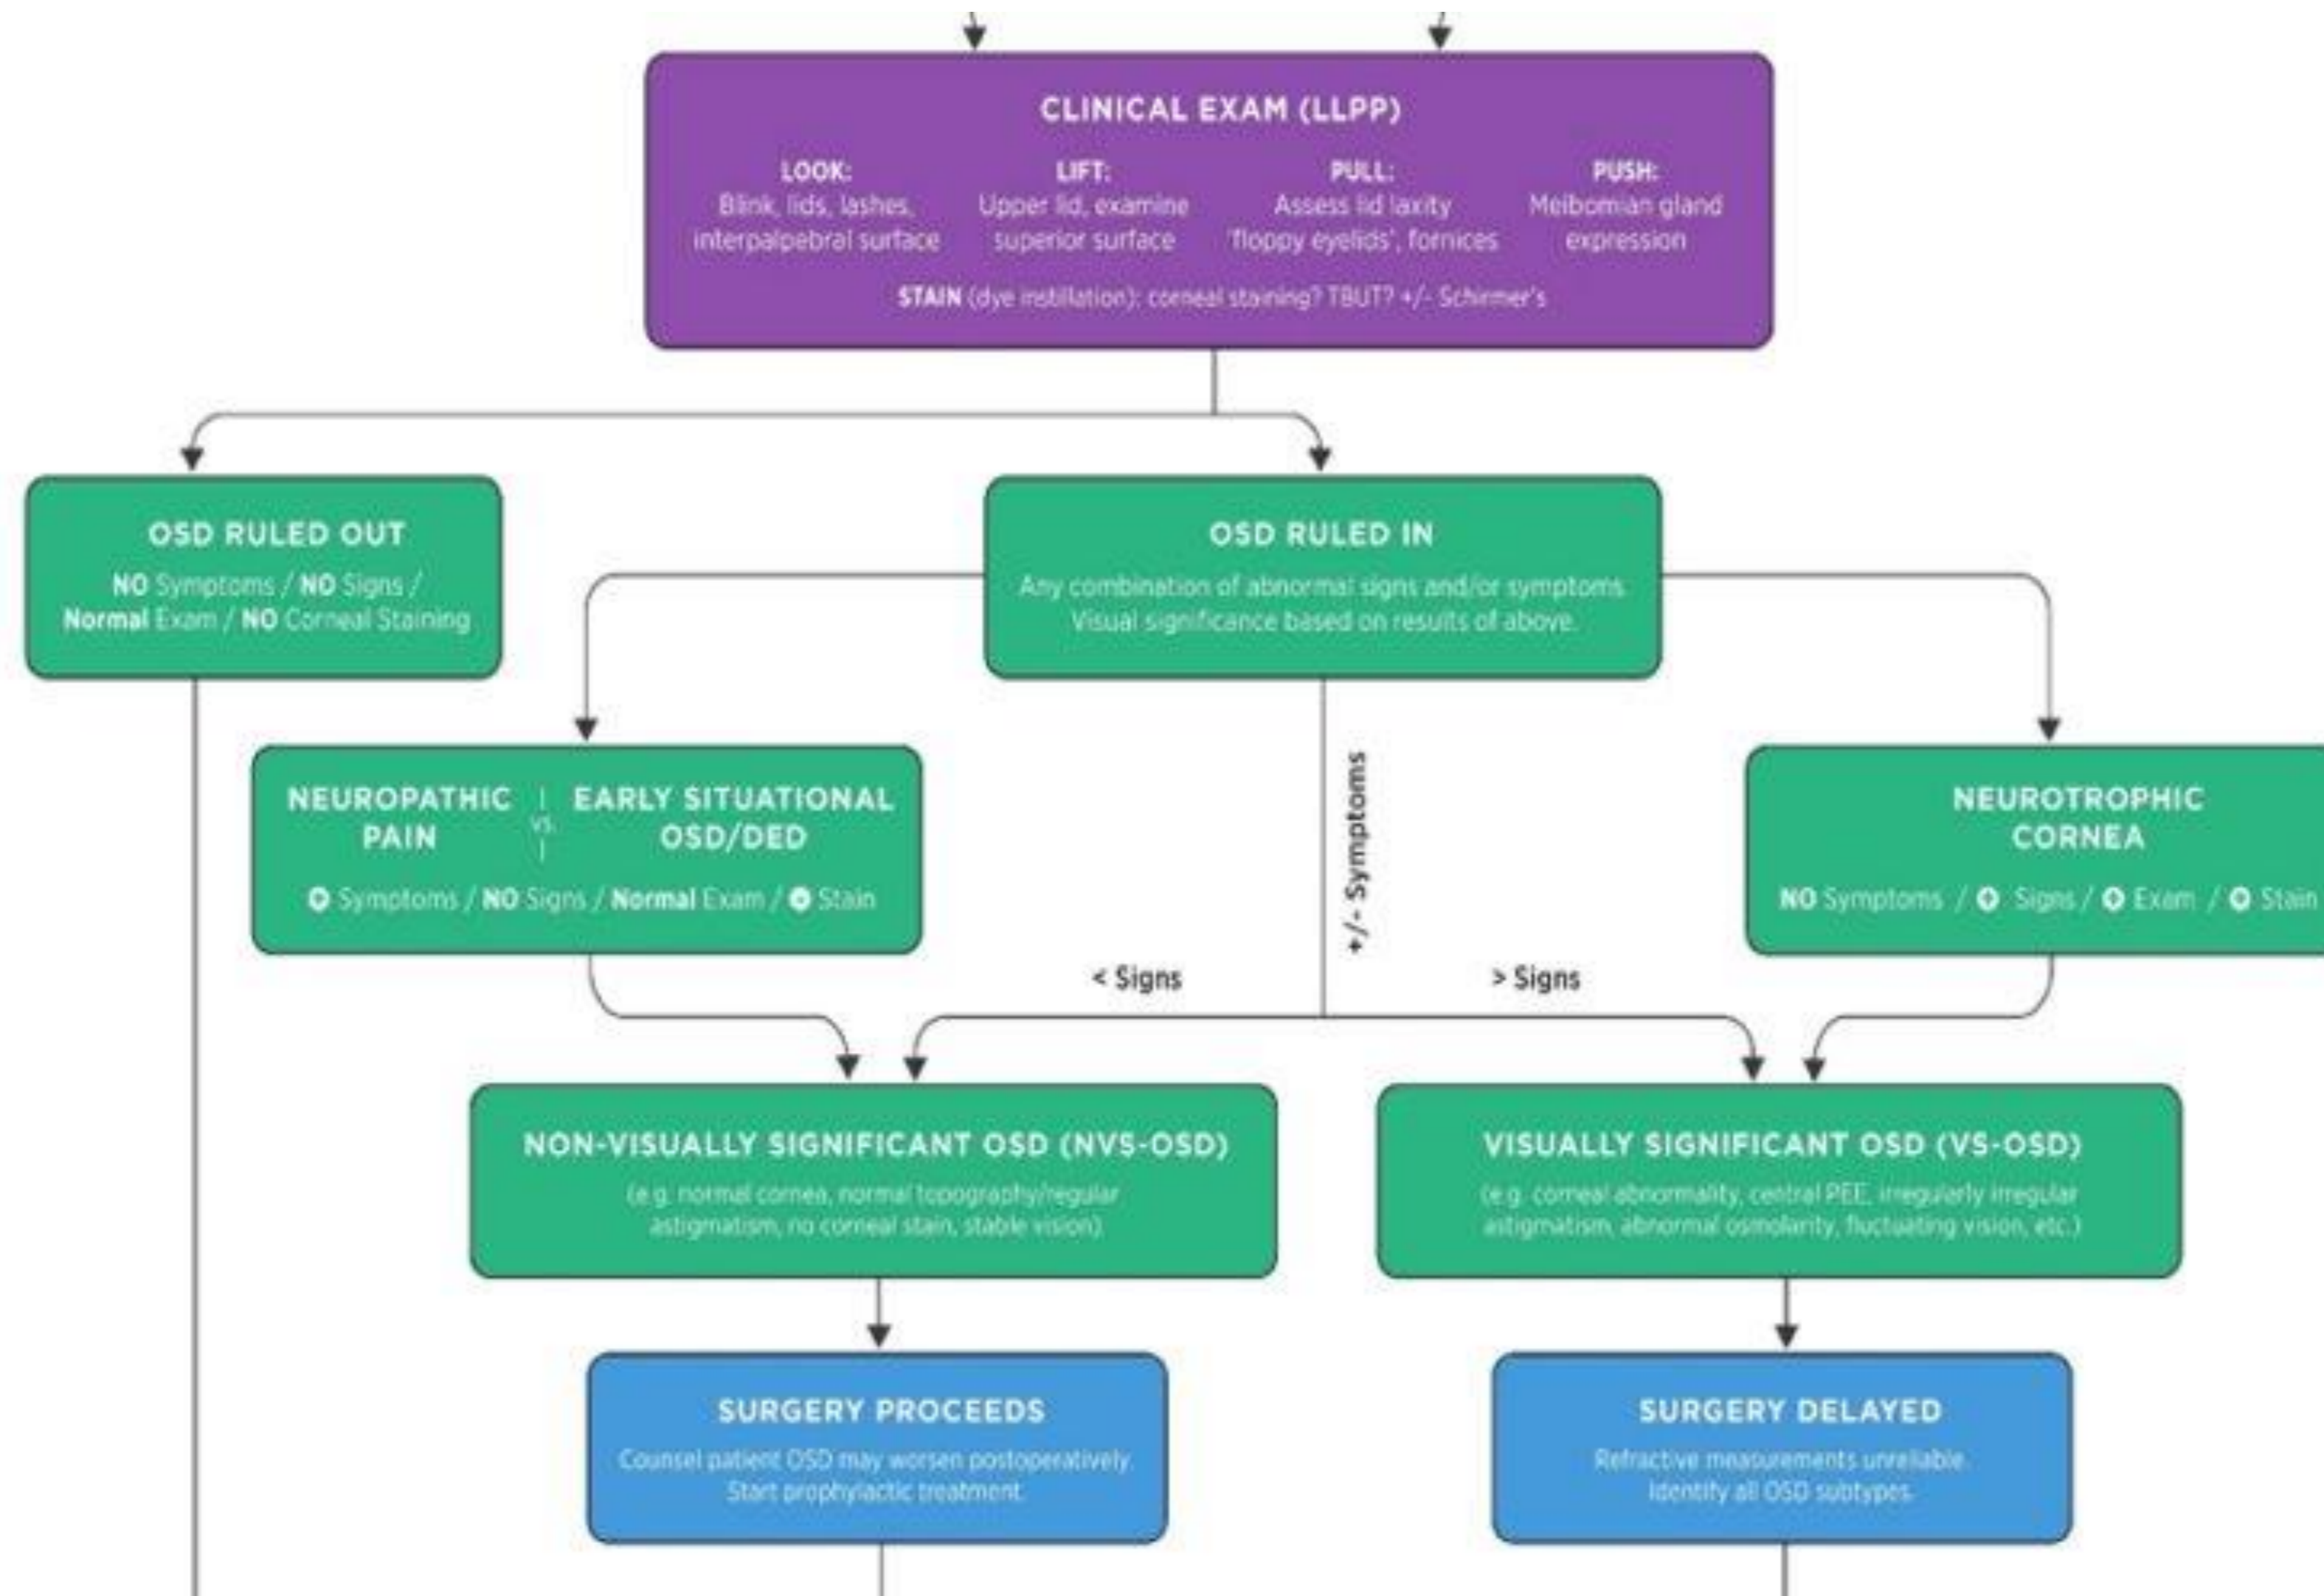 CLINICAL EXAM (LLPP)
LOOK:
Blink, lids, lashes,
interpalpebral surface
LIFT:
Upper lid, examine
superior surface
PULL:
Assess lid laxity
'floppy eyelids', fornices
PUSH:
Meibomian gland
expression
STAIN (dye instillation); corneal staining? TBUT? +/- Schirmer's
OSD RULED OUT
NO Symptoms / NO Signs /
Normal Exam / NO Corneal Staining
OSD RULED IN
Any combination of abnormal signs and/or symptoms.
Visual significance based on results of above.
NEUROPATHIC
PAIN
VS.
EARLY SITUATIONAL
OSD/DED
+ Symptoms / NO Signs / Normal Exam / - Stain
+/- Symptoms
NEUROTROPHIC
CORNEA
NO Symptoms / + Signs / + Exam / + Stain
< Signs
> Signs
NON-VISUALLY SIGNIFICANT OSD (NVS-OSD)
(e.g. normal cornea, normal topography/regular
astigmatism, no corneal stain, stable vision)
VISUALLY SIGNIFICANT OSD (VS-OSD)
(e.g. corneal abnormality, central PEE, irregularly irregular
astigmatism, abnormal osmolarity, fluctuating vision, etc.)
SURGERY PROCEEDS
Counsel patient OSD may worsen postoperatively.
Start prophylactic treatment.
SURGERY DELAYED
Refractive measurements unreliable.
Identify all OSD subtypes.